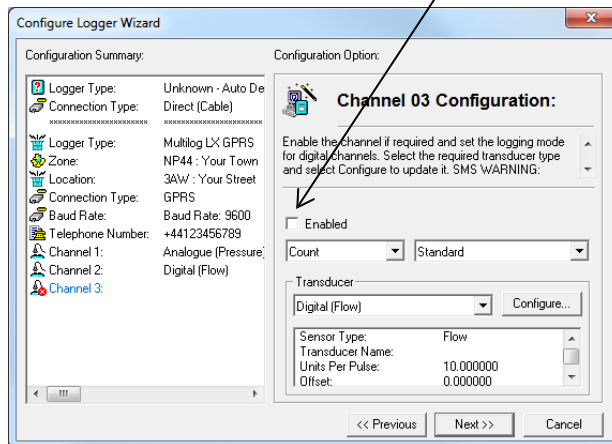 Configure Logger Wizard
Configuration Summary:
Logger Type: Unknown - Auto De
Connection Type: Direct (Cable)
×××××××××××××××××××××× ××××××××××××××××××××××
Logger Type: Multilog LX GPRS
Zone: NP44 : Your Town
Location: 3AW : Your Street
Connection Type: GPRS
Baud Rate: Baud Rate: 9600
Telephone Number: +44123456789
Channel 1: Analogue (Pressure)
Channel 2: Digital (Flow)
Channel 3:
Configuration Option:
Channel 03 Configuration:
Enable the channel if required and set the logging mode
for digital channels. Select the required transducer type
and select Configure to update it. SMS WARNING:
Enabled
Count Standard
Transducer
Digital (Flow) Configure...
Sensor Type: Flow
Transducer Name:
Units Per Pulse: 10.000000
Offset: 0.000000
<< Previous Next >> Cancel